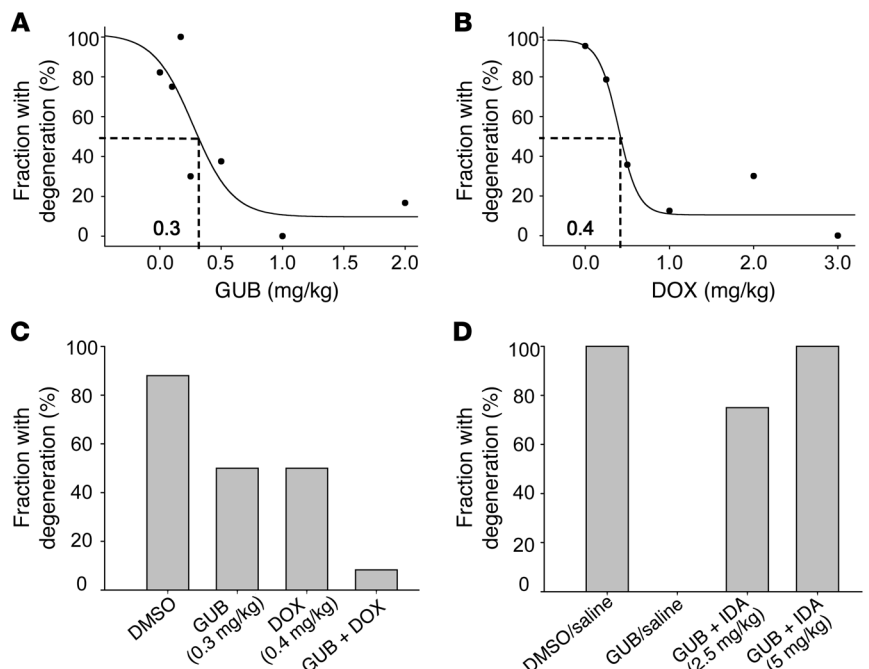 A
Fraction with
degeneration (%)
100
80
60
40
20
0
0.3
0.0 0.5 1.0 1.5 2.0
GUB (mg/kg)
B
Fraction with
degeneration (%)
100
80
60
40
20
0
0.4
0.0 1.0 2.0 3.0
DOX (mg/kg)
C
Fraction with
degeneration (%)
100
80
60
40
20
0
DMSO
GUB
(0.3 mg/kg)
DOX
(0.4 mg/kg)
GUB + DOX
D
Fraction with
degeneration (%)
100
80
60
40
20
0
DMSO/saline
GUB/saline
GUB + IDA
(2.5 mg/kg)
GUB + IDA
(5 mg/kg)